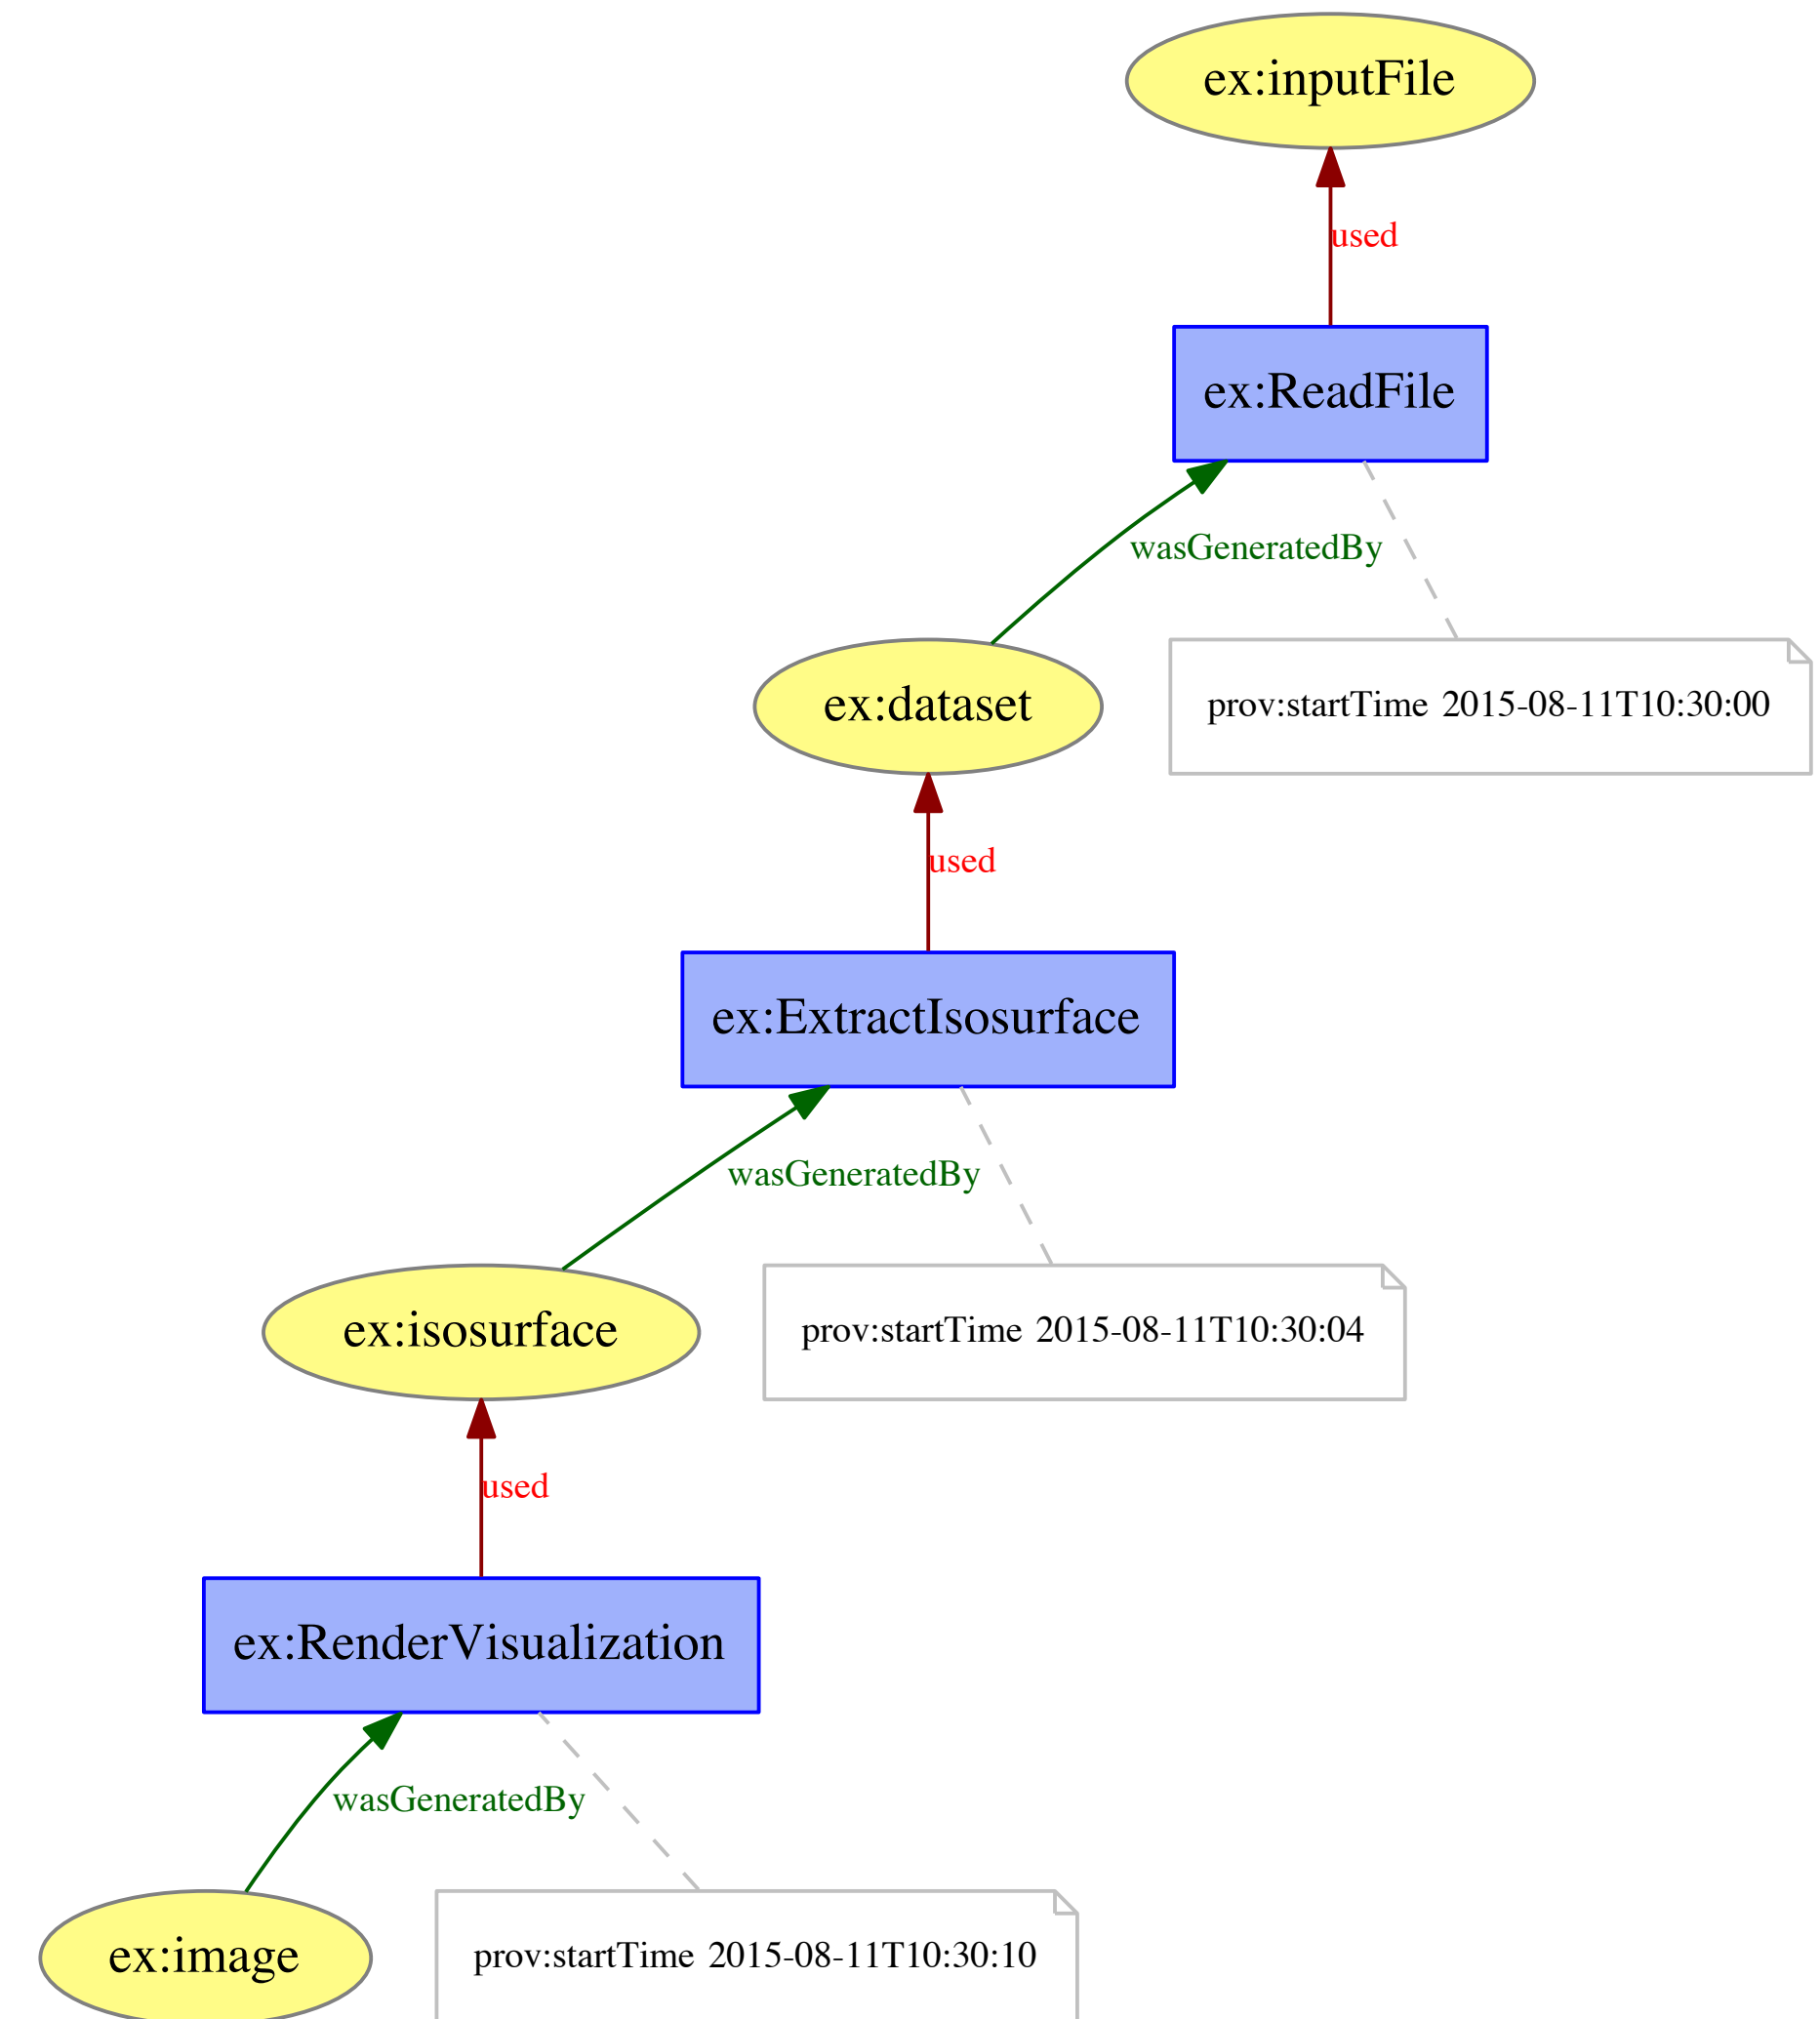 ex:inputFile
used
ex:ReadFile
wasGeneratedBy
ex:dataset
prov:startTime 2015-08-11T10:30:00
used
ex:ExtractIsosurface
wasGeneratedBy
ex:isosurface
prov:startTime 2015-08-11T10:30:04
used
ex:RenderVisualization
wasGeneratedBy
ex:image
prov:startTime 2015-08-11T10:30:10